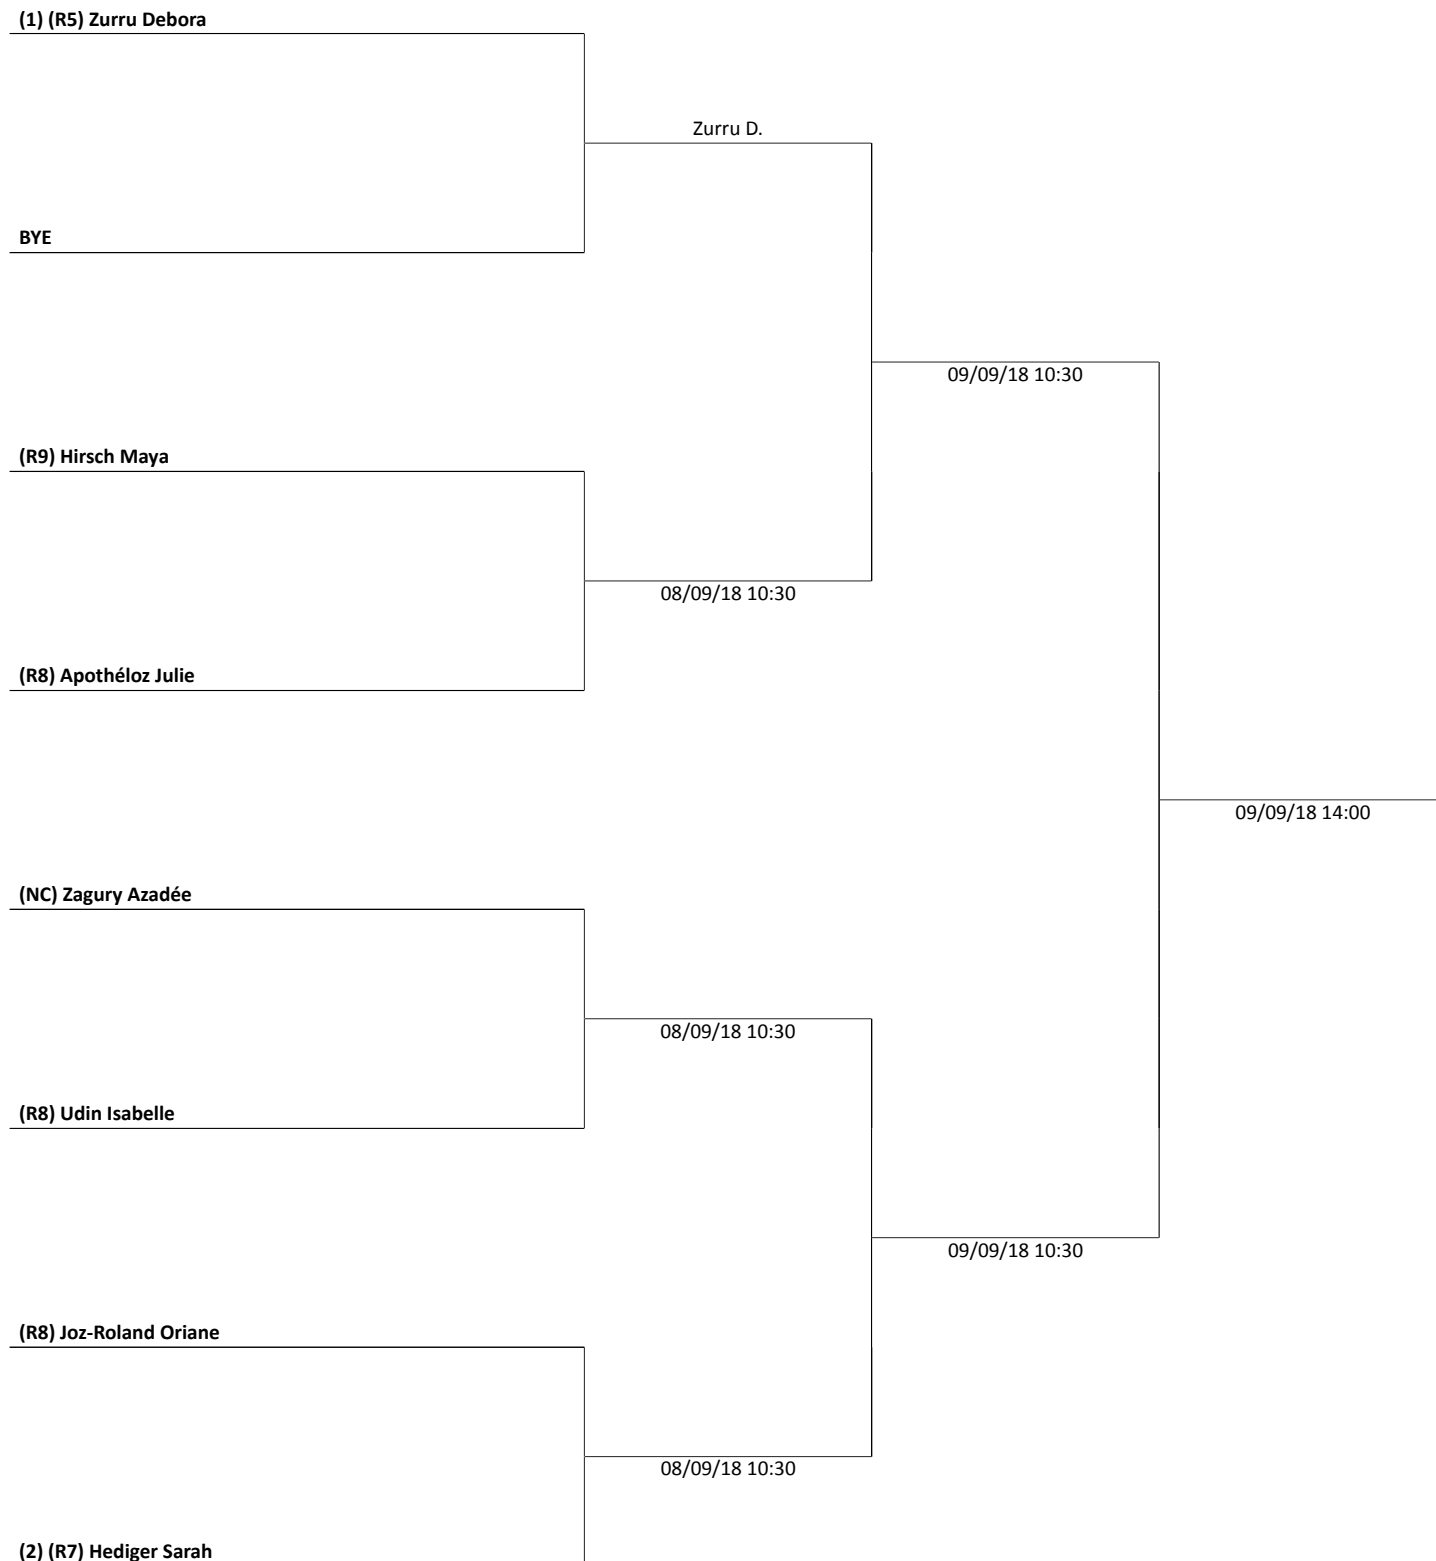 (1) (R5) Zurru Debora
Zurru D.
BYE
09/09/18 10:30
(R9) Hirsch Maya
08/09/18 10:30
(R8) Apothéloz Julie
09/09/18 14:00
(NC) Zagury Azadée
08/09/18 10:30
(R8) Udin Isabelle
09/09/18 10:30
(R8) Joz-Roland Oriane
08/09/18 10:30
(2) (R7) Hediger Sarah